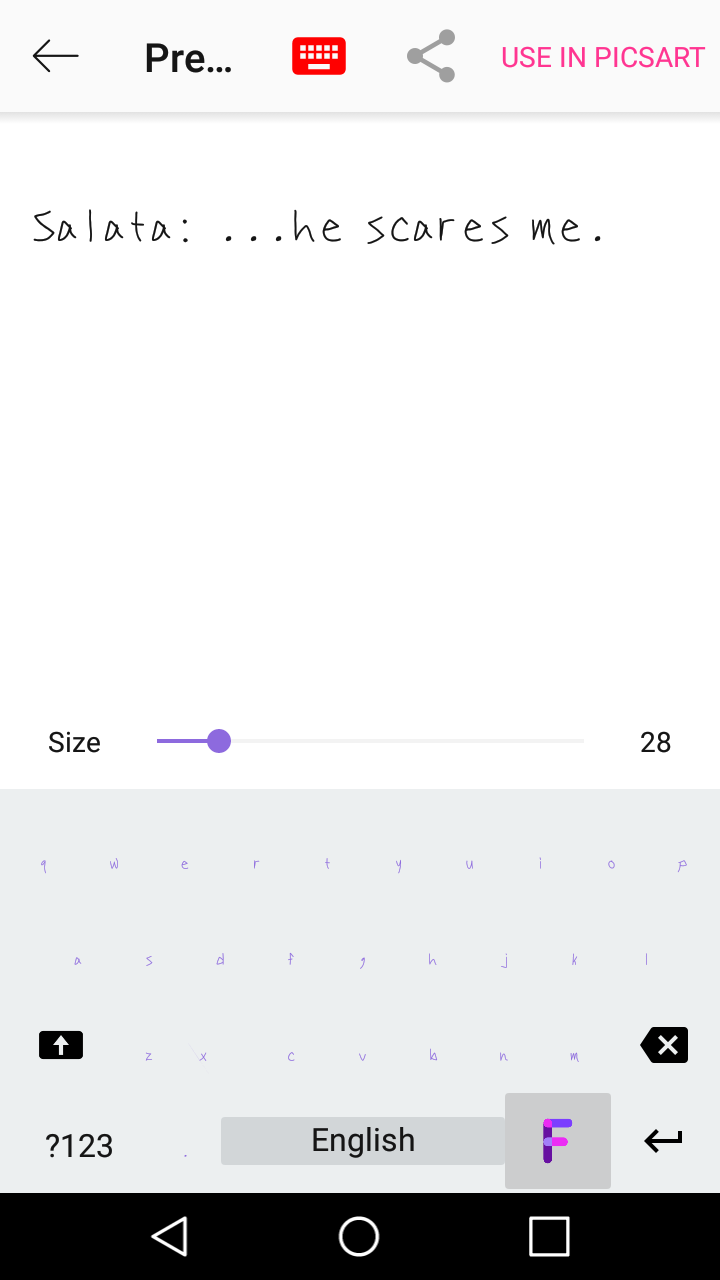 Pre...
USE IN PICSART
Salata: ...he scares me.
Size 28
q w e r t y u i o p
a s d f g h j k l
z x c v b n m
?123 . English F